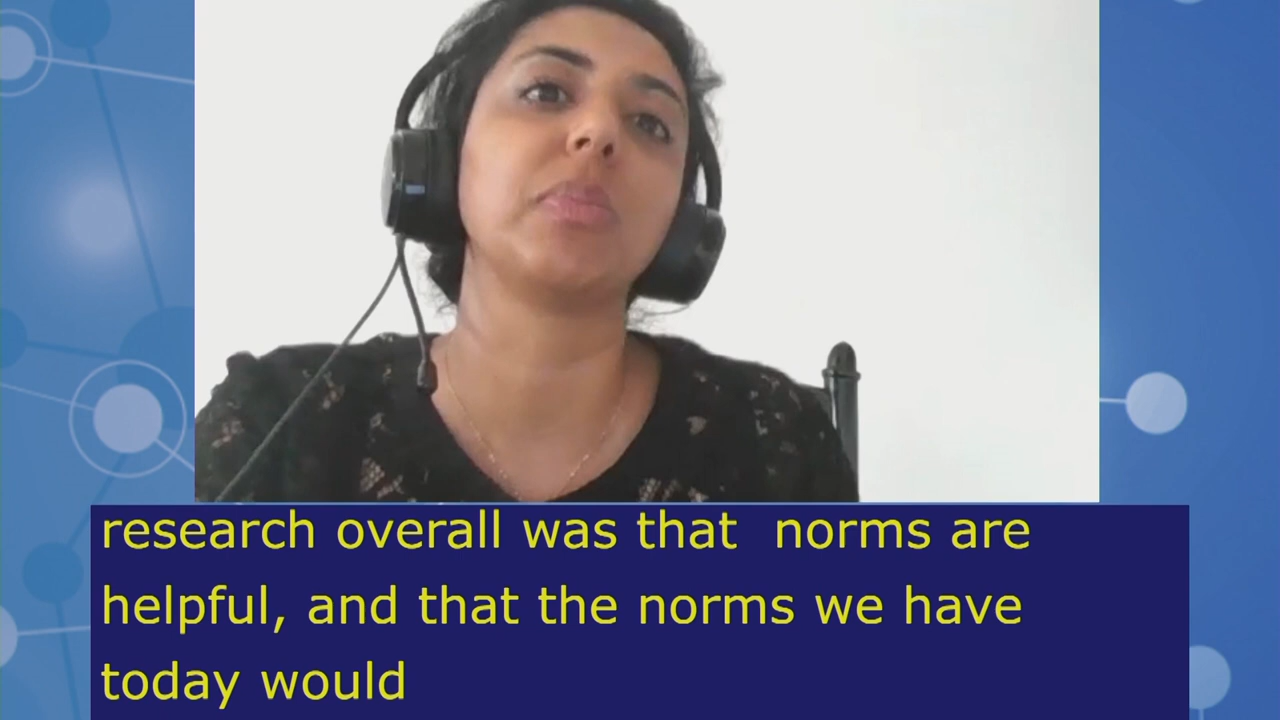 research overall was that  norms are
helpful, and that the norms we have
today would